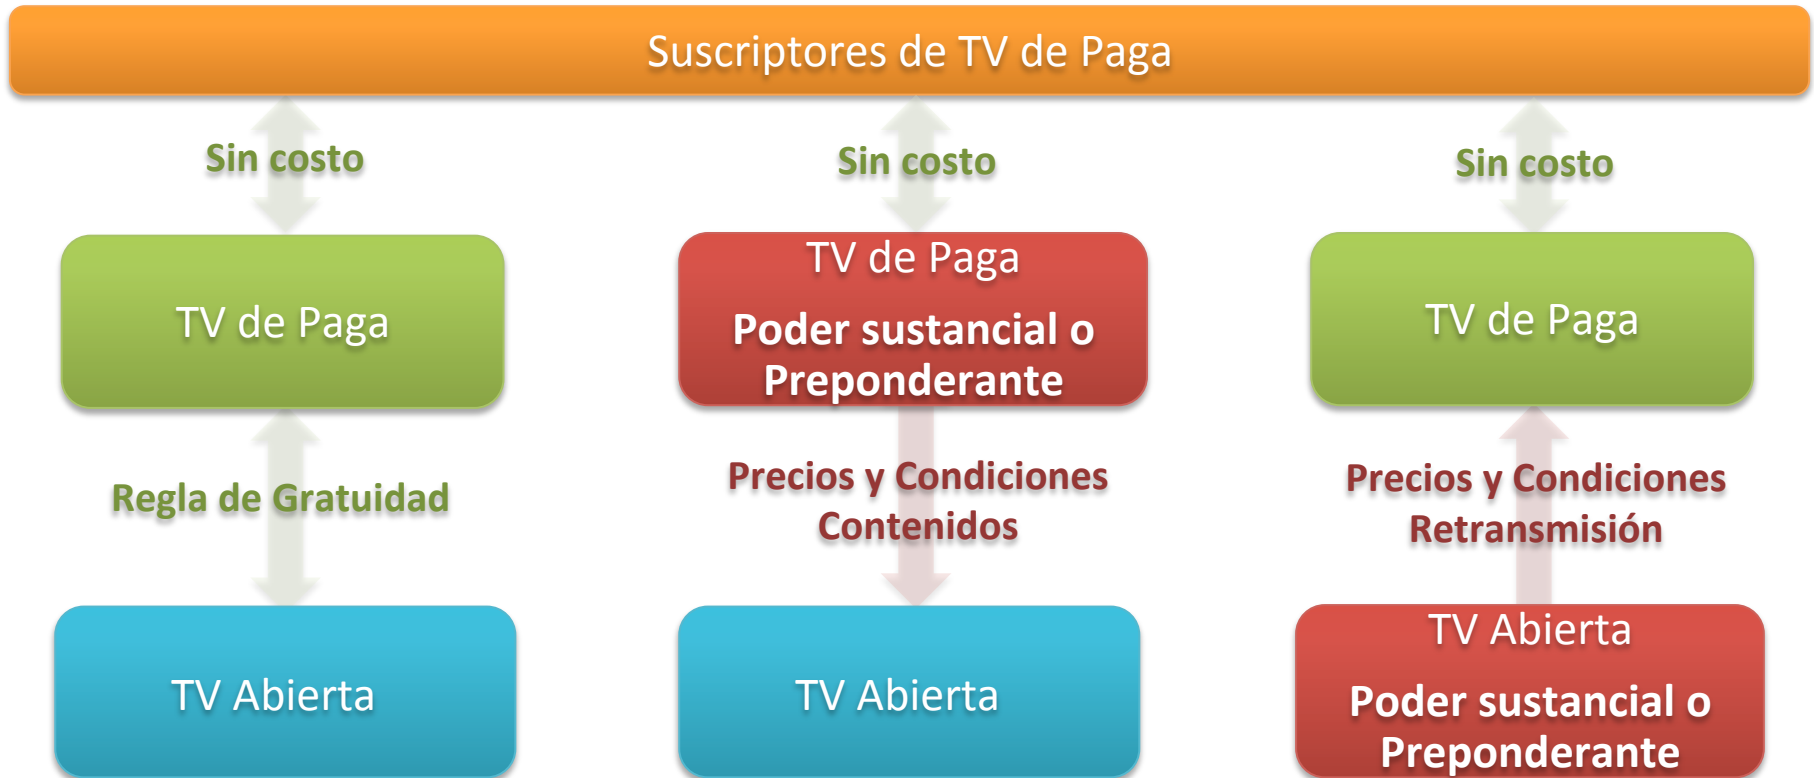 Suscriptores de TV de Paga
Sin costo
Sin costo
Sin costo
TV de Paga
TV de Paga
Poder sustancial o
Preponderante
TV de Paga
Regla de Gratuidad
Precios y Condiciones
Contenidos
Precios y Condiciones
Retransmisión
TV Abierta
TV Abierta
TV Abierta
Poder sustancial o
Preponderante